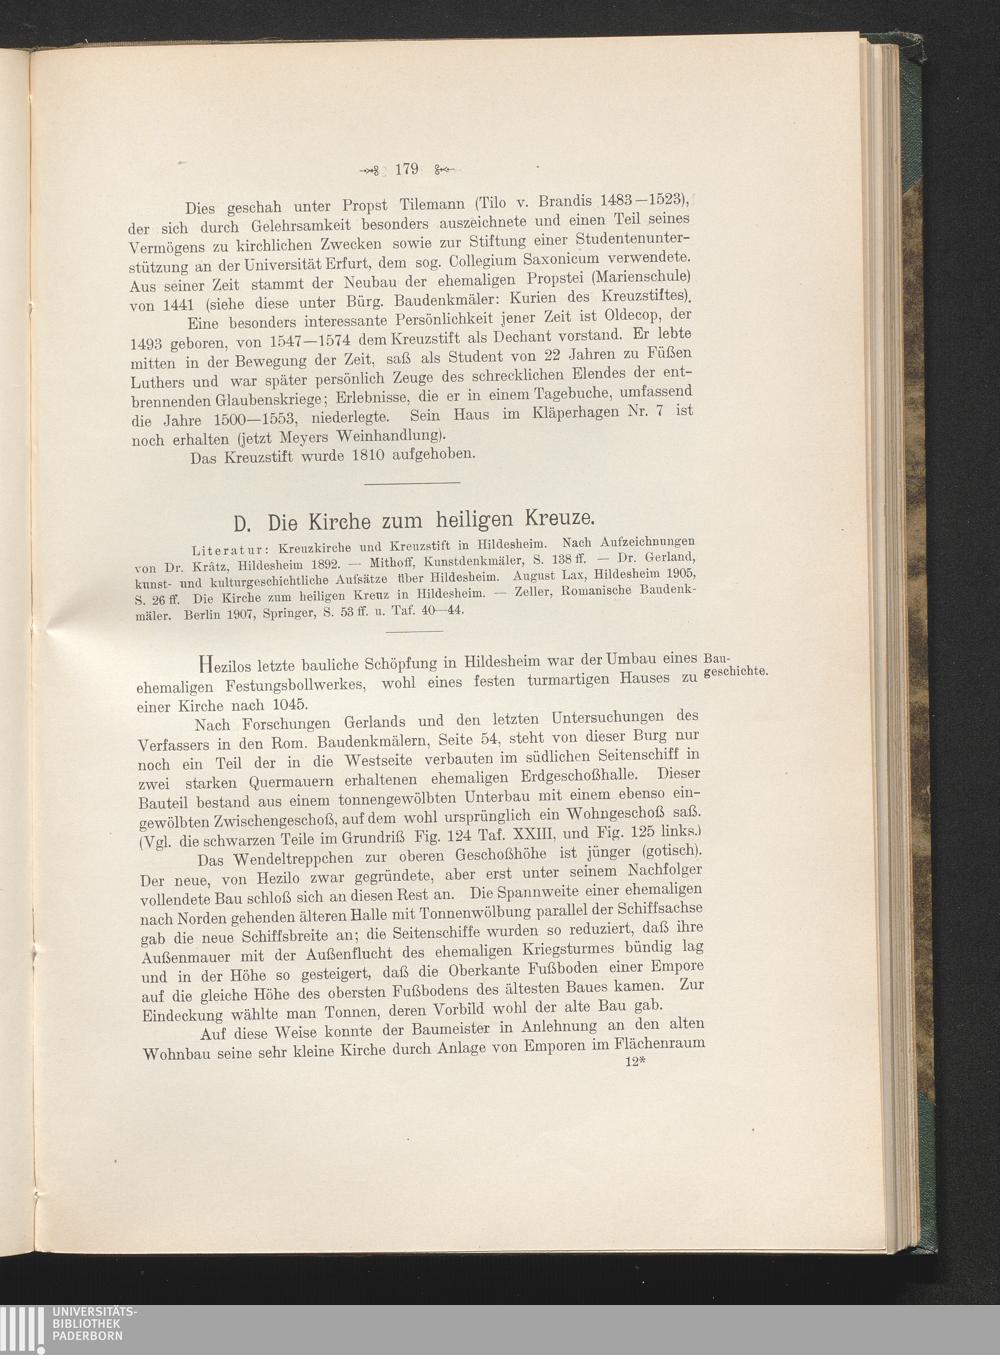 179
Dies geschah unter Propst Tilemann (Tilo v. Brandis 1483—1523),
der sich durch Gelehrsamkeit besonders auszeichnete und einen Teil seines
Vermögens zu kirchlichen Zwecken sowie zur Stiftung einer Studentenunter-
stützung an der Universität Erfurt, dem sog. Collegium Saxonicum verwendete.
Aus seiner Zeit stammt der Neubau der ehemaligen Propstei (Marienschule)
von 1441 (siehe diese unter Bürg. Baudenkmäler: Kurien des Kreuzstiftes).
Eine besonders interessante Persönlichkeit jener Zeit ist Oldecop, der
1493 geboren, von 1547—1574 dem Kreuzstift als Dechant vorstand. Er lebte
mitten in der Bewegung der Zeit, saß als Student von 22 Jahren zu Füßen
Luthers und war später persönlich Zeuge des schrecklichen Elendes der ent-
brennenden Glaubenskriege; Erlebnisse, die er in einem Tagebuche, umfassend
die Jahre 1500—1553, niederlegte. Sein Haus im Kläperhagen Nr. 7 ist
noch erhalten (jetzt Meyers Weinhandlung).
Das Kreuzstift wurde 1810 aufgehoben.
D. Die Kirche zum heiligen Kreuze.
Literatur: Kreuzkirche und Kreuzstift in Hildesheim. Nach Aufzeichnungen
von Dr. Krâtz, Hildesheim 1892. — Mithoff, Kunstdenkmäler, S. 138 ff. — Dr. Gerland,
kunst- und kulturgeschichtliche Aufsätze über Hildesheim. August Lax, Hildesheim 1905,
S. 26 ff. Die Kirche zum heiligen Kreuz in Hildesheim. — Zeller, Romanische Baudenk-
mäler. Berlin 1907, Springer, S. 53 ff. u. Taf. 40—44.
Hezilos letzte bauliche Schöpfung in Hildesheim war der Umbau eines
ehemaligen Festungsbollwerkes, wohl eines festen turmartigen Hauses zu
einer Kirche nach 1045.
Bau-
geschichte.
Nach Forschungen Gerlands und den letzten Untersuchungen des
Verfassers in den Rom. Baudenkmälern, Seite 54, steht von dieser Burg nur
noch ein Teil der in die Westseite verbauten im südlichen Seitenschiff in
zwei starken Quermauern erhaltenen ehemaligen Erdgeschoßhalle. Dieser
Bauteil bestand aus einem tonnengewölbten Unterbau mit einem ebenso ein-
gewölbten Zwischengeschoß, auf dem wohl ursprünglich ein Wohngeschoß saß.
(Vgl. die schwarzen Teile im Grundriß Fig. 124 Taf. XXIII, und Fig. 125 links.)
Das Wendeltreppchen zur oberen Geschoßhöhe ist jünger (gotisch).
Der neue, von Hezilo zwar gegründete, aber erst unter seinem Nachfolger
vollendete Bau schloß sich an diesen Rest an. Die Spannweite einer ehemaligen
nach Norden gehenden älteren Halle mit Tonnenwölbung parallel der Schiffsachse
gab die neue Schiffsbreite an; die Seitenschiffe wurden so reduziert, daß ihre
Außenmauer mit der Außenflucht des ehemaligen Kriegsturmes bündig lag
und in der Höhe so gesteigert, daß die Oberkante Fußboden einer Empore
auf die gleiche Höhe des obersten Fußbodens des ältesten Baues kamen. Zur
Eindeckung wählte man Tonnen, deren Vorbild wohl der alte Bau gab.
Auf diese Weise konnte der Baumeister in Anlehnung an den alten
Wohnbau seine sehr kleine Kirche durch Anlage von Emporen im Flächenraum
12*
UNIVERSITÄTS-
BIBLIOTHEK
PADERBORN